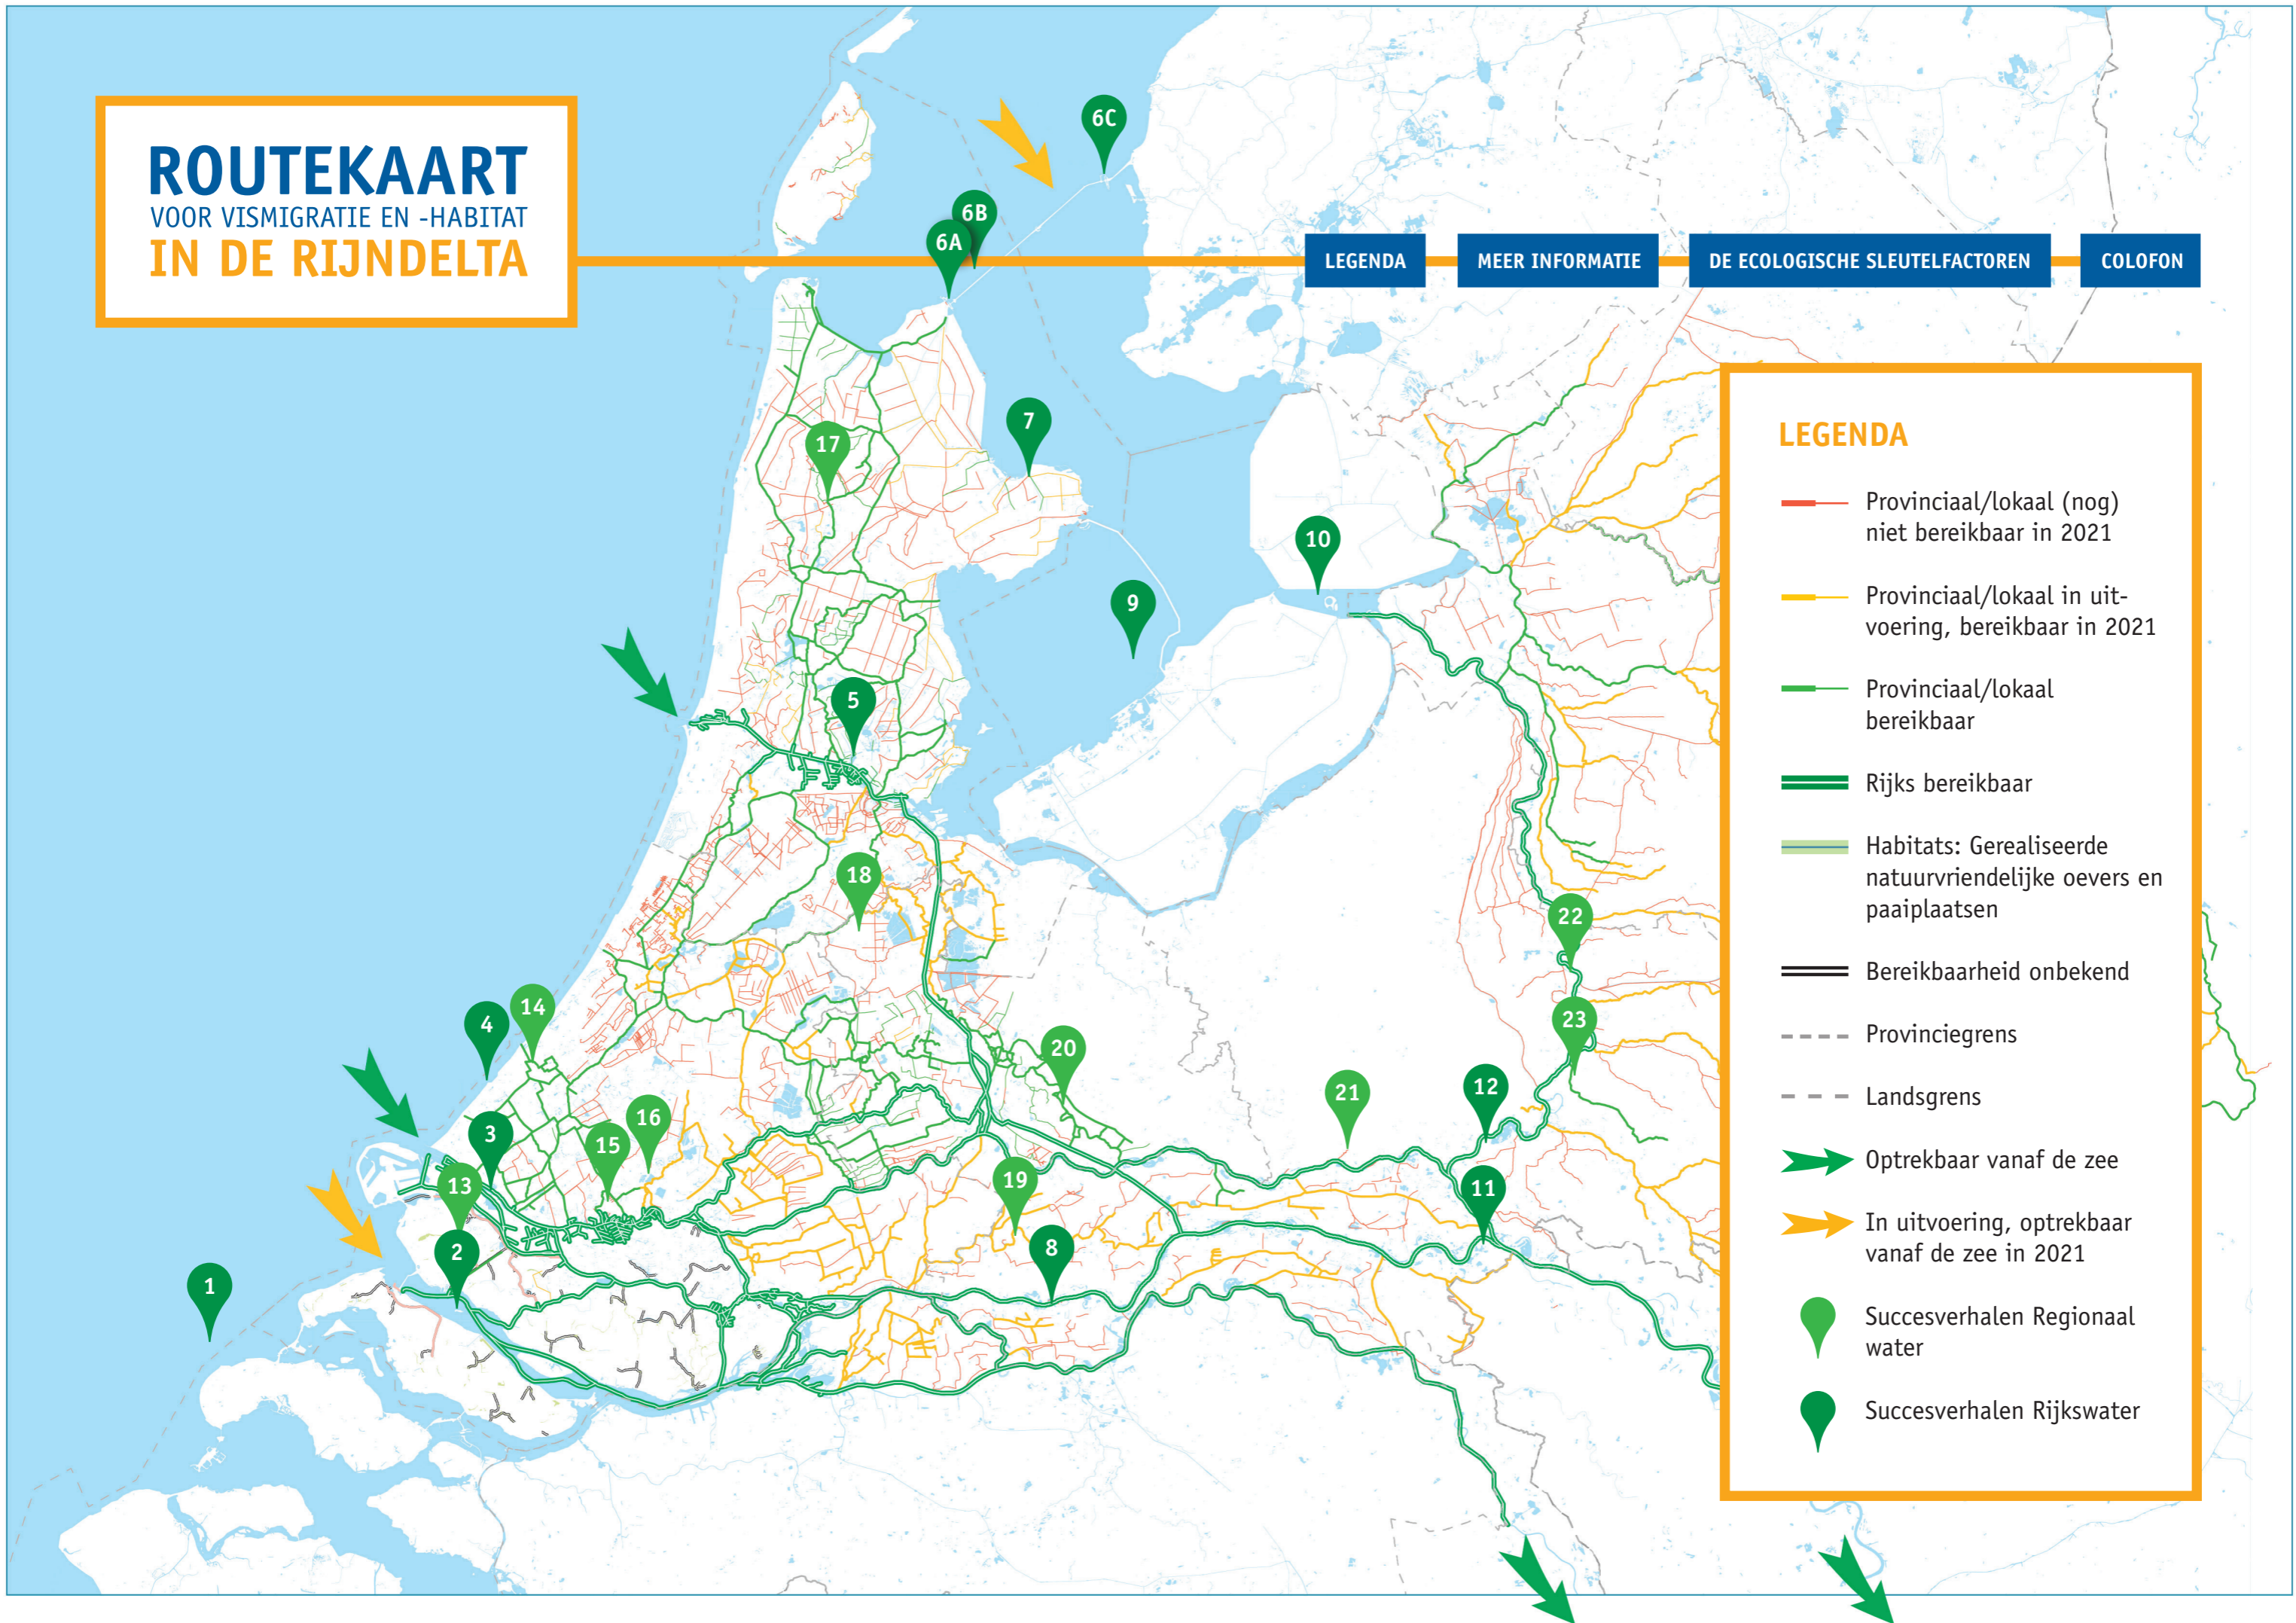 ROUTEKAART
VOOR VISMIGRATIE EN -HABITAT
IN DE RIJNDELTA
LEGENDA
MEER INFORMATIE
DE ECOLOGISCHE SLEUTELFACTOREN
COLOFON
6C
6B
6A
7
17
10
9
5
18
22
23
14
4
20
21
12
3
16
15
13
19
11
2
8
1
LEGENDA
Provinciaal/lokaal (nog)
niet bereikbaar in 2021
Provinciaal/lokaal in uit-
voering, bereikbaar in 2021
Provinciaal/lokaal
bereikbaar
Rijks bereikbaar
Habitats: Gerealiseerde
natuurvriendelijke oevers en
paaiplaatsen
Bereikbaarheid onbekend
Provinciegrens
Landsgrens
Optrekbaar vanaf de zee
In uitvoering, optrekbaar
vanaf de zee in 2021
Succesverhalen Regionaal
water
Succesverhalen Rijkswater